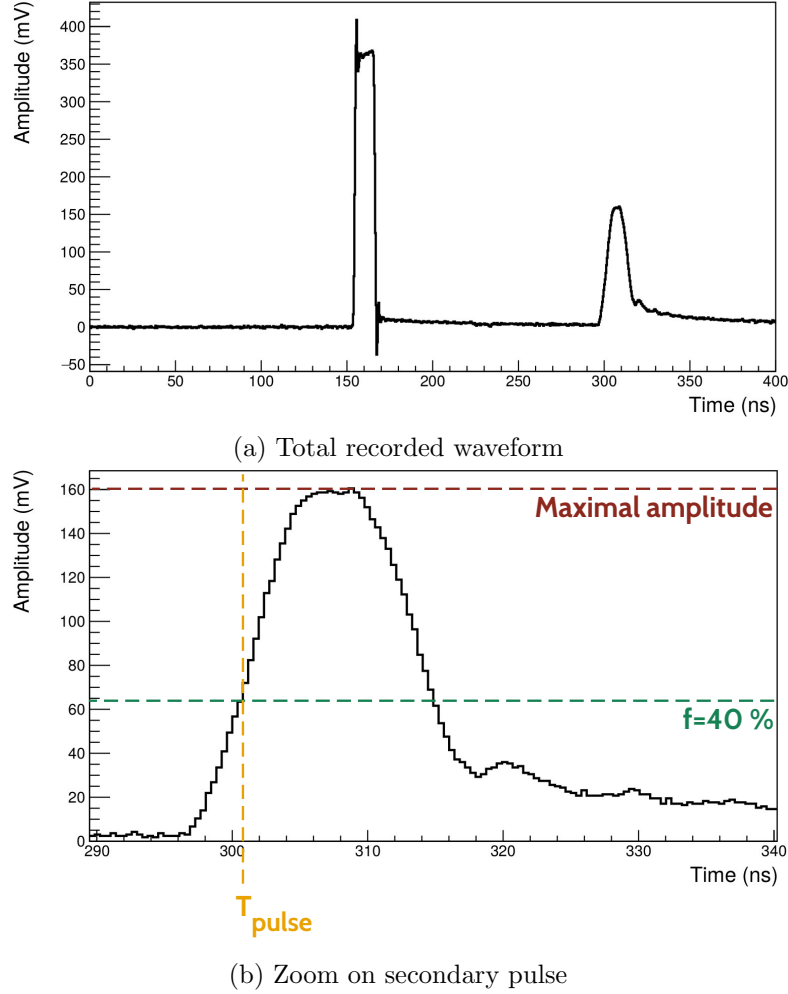 Amplitude (mV)
400
350
300
250
200
150
100
50
0
−50
0 50 100 150 200 250 300 350 400
Time (ns)
(a) Total recorded waveform
Amplitude (mV)
160
140
120
100
80
60
40
20
0
Maximal amplitude
f=40 %
290 300 310 320 330 340
Time (ns)
Tpulse
(b) Zoom on secondary pulse